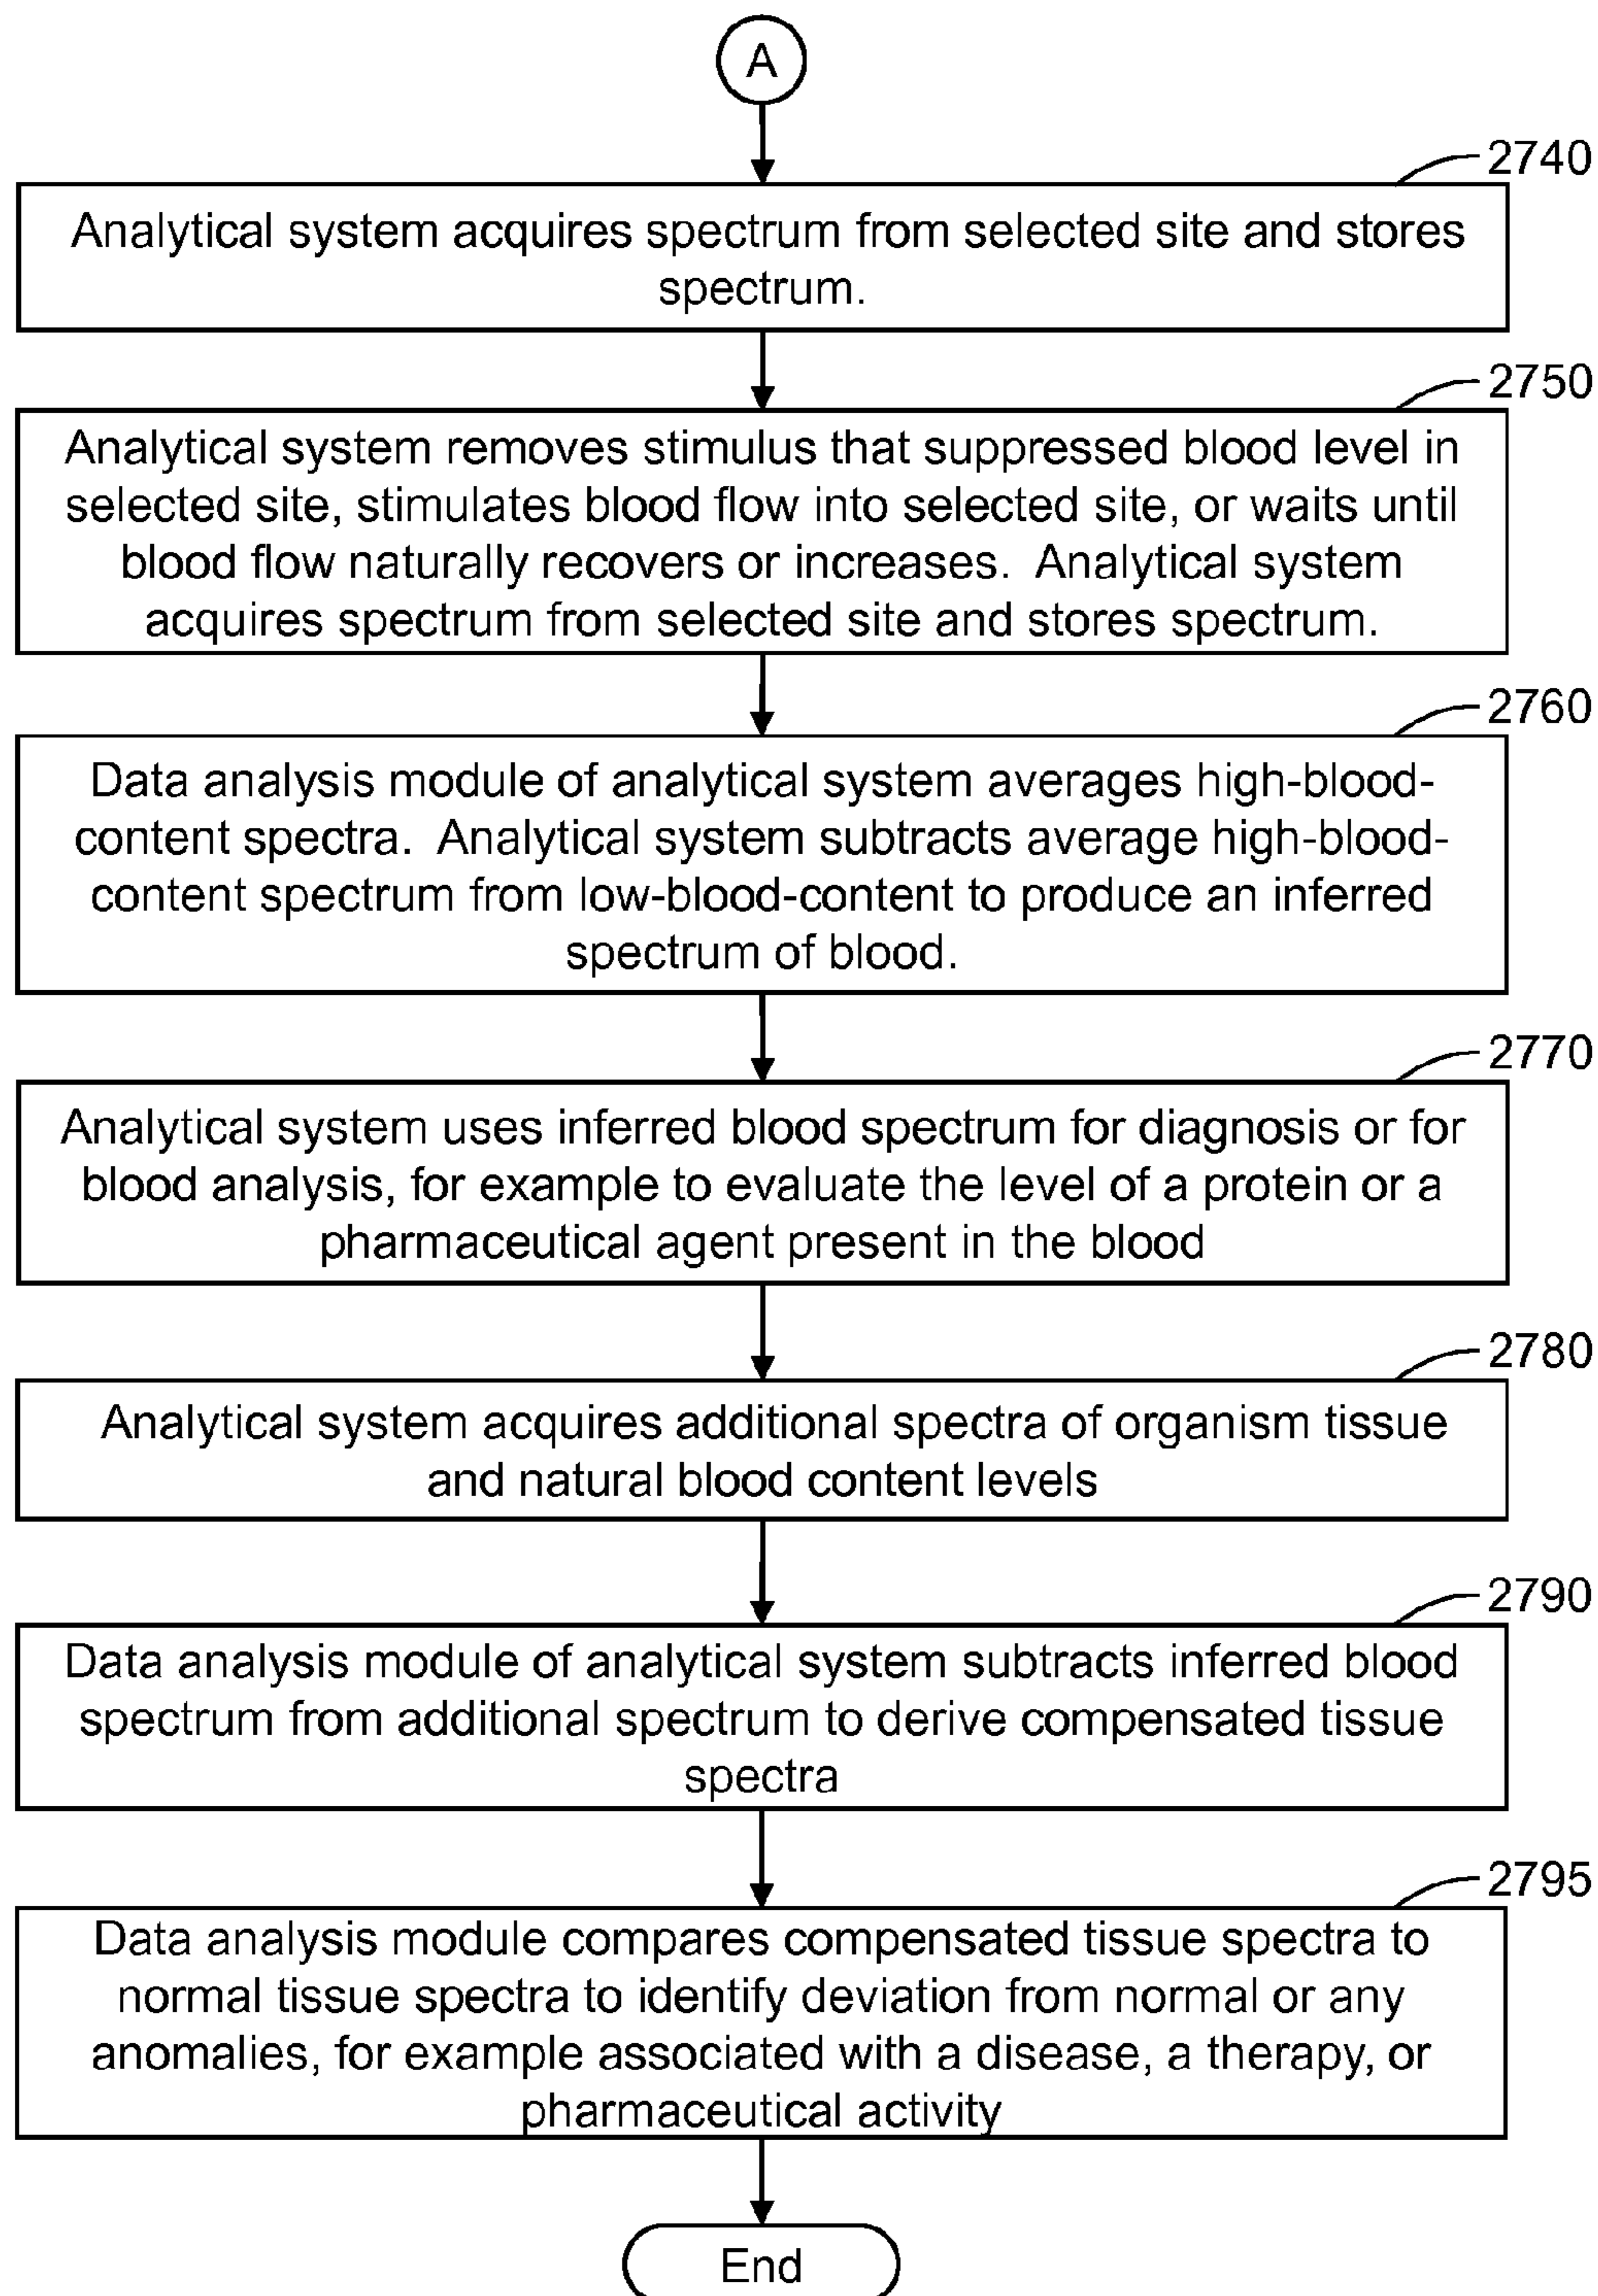 A
2740
Analytical system acquires spectrum from selected site and stores
spectrum.
2750
Analytical system removes stimulus that suppressed blood level in
selected site, stimulates blood flow into selected site, or waits until
blood flow naturally recovers or increases.  Analytical system
acquires spectrum from selected site and stores spectrum.
2760
Data analysis module of analytical system averages high-blood-
content spectra.  Analytical system subtracts average high-blood-
content spectrum from low-blood-content to produce an inferred
spectrum of blood.
2770
Analytical system uses inferred blood spectrum for diagnosis or for
blood analysis, for example to evaluate the level of a protein or a
pharmaceutical agent present in the blood
2780
Analytical system acquires additional spectra of organism tissue
and natural blood content levels
2790
Data analysis module of analytical system subtracts inferred blood
spectrum from additional spectrum to derive compensated tissue
spectra
2795
Data analysis module compares compensated tissue spectra to
normal tissue spectra to identify deviation from normal or any
anomalies, for example associated with a disease, a therapy, or
pharmaceutical activity
End